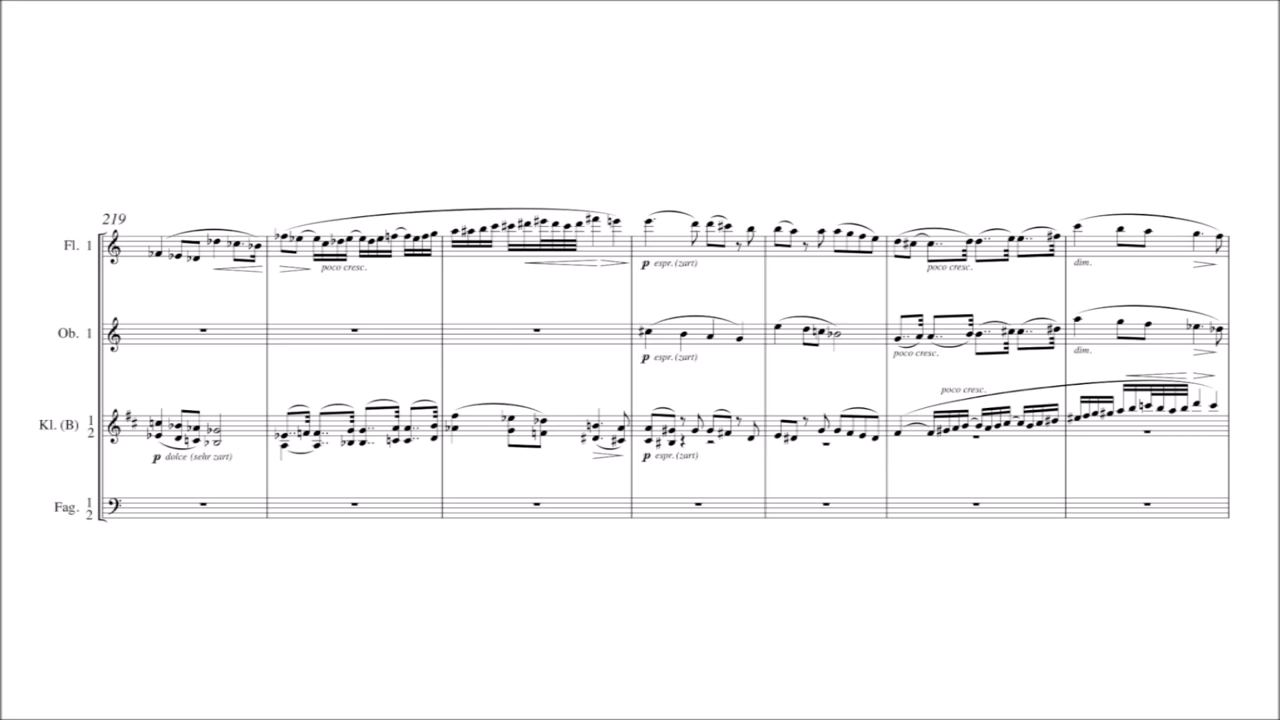 219
Fl. 1
poco cresc.
p espr. (zart)
poco cresc.
dim.
Ob. 1
p espr. (zart)
poco cresc.
dim.
Kl. (B) 1 2
p dolce (sehr zart)
p espr. (zart)
poco cresc.
Fag. 1 2